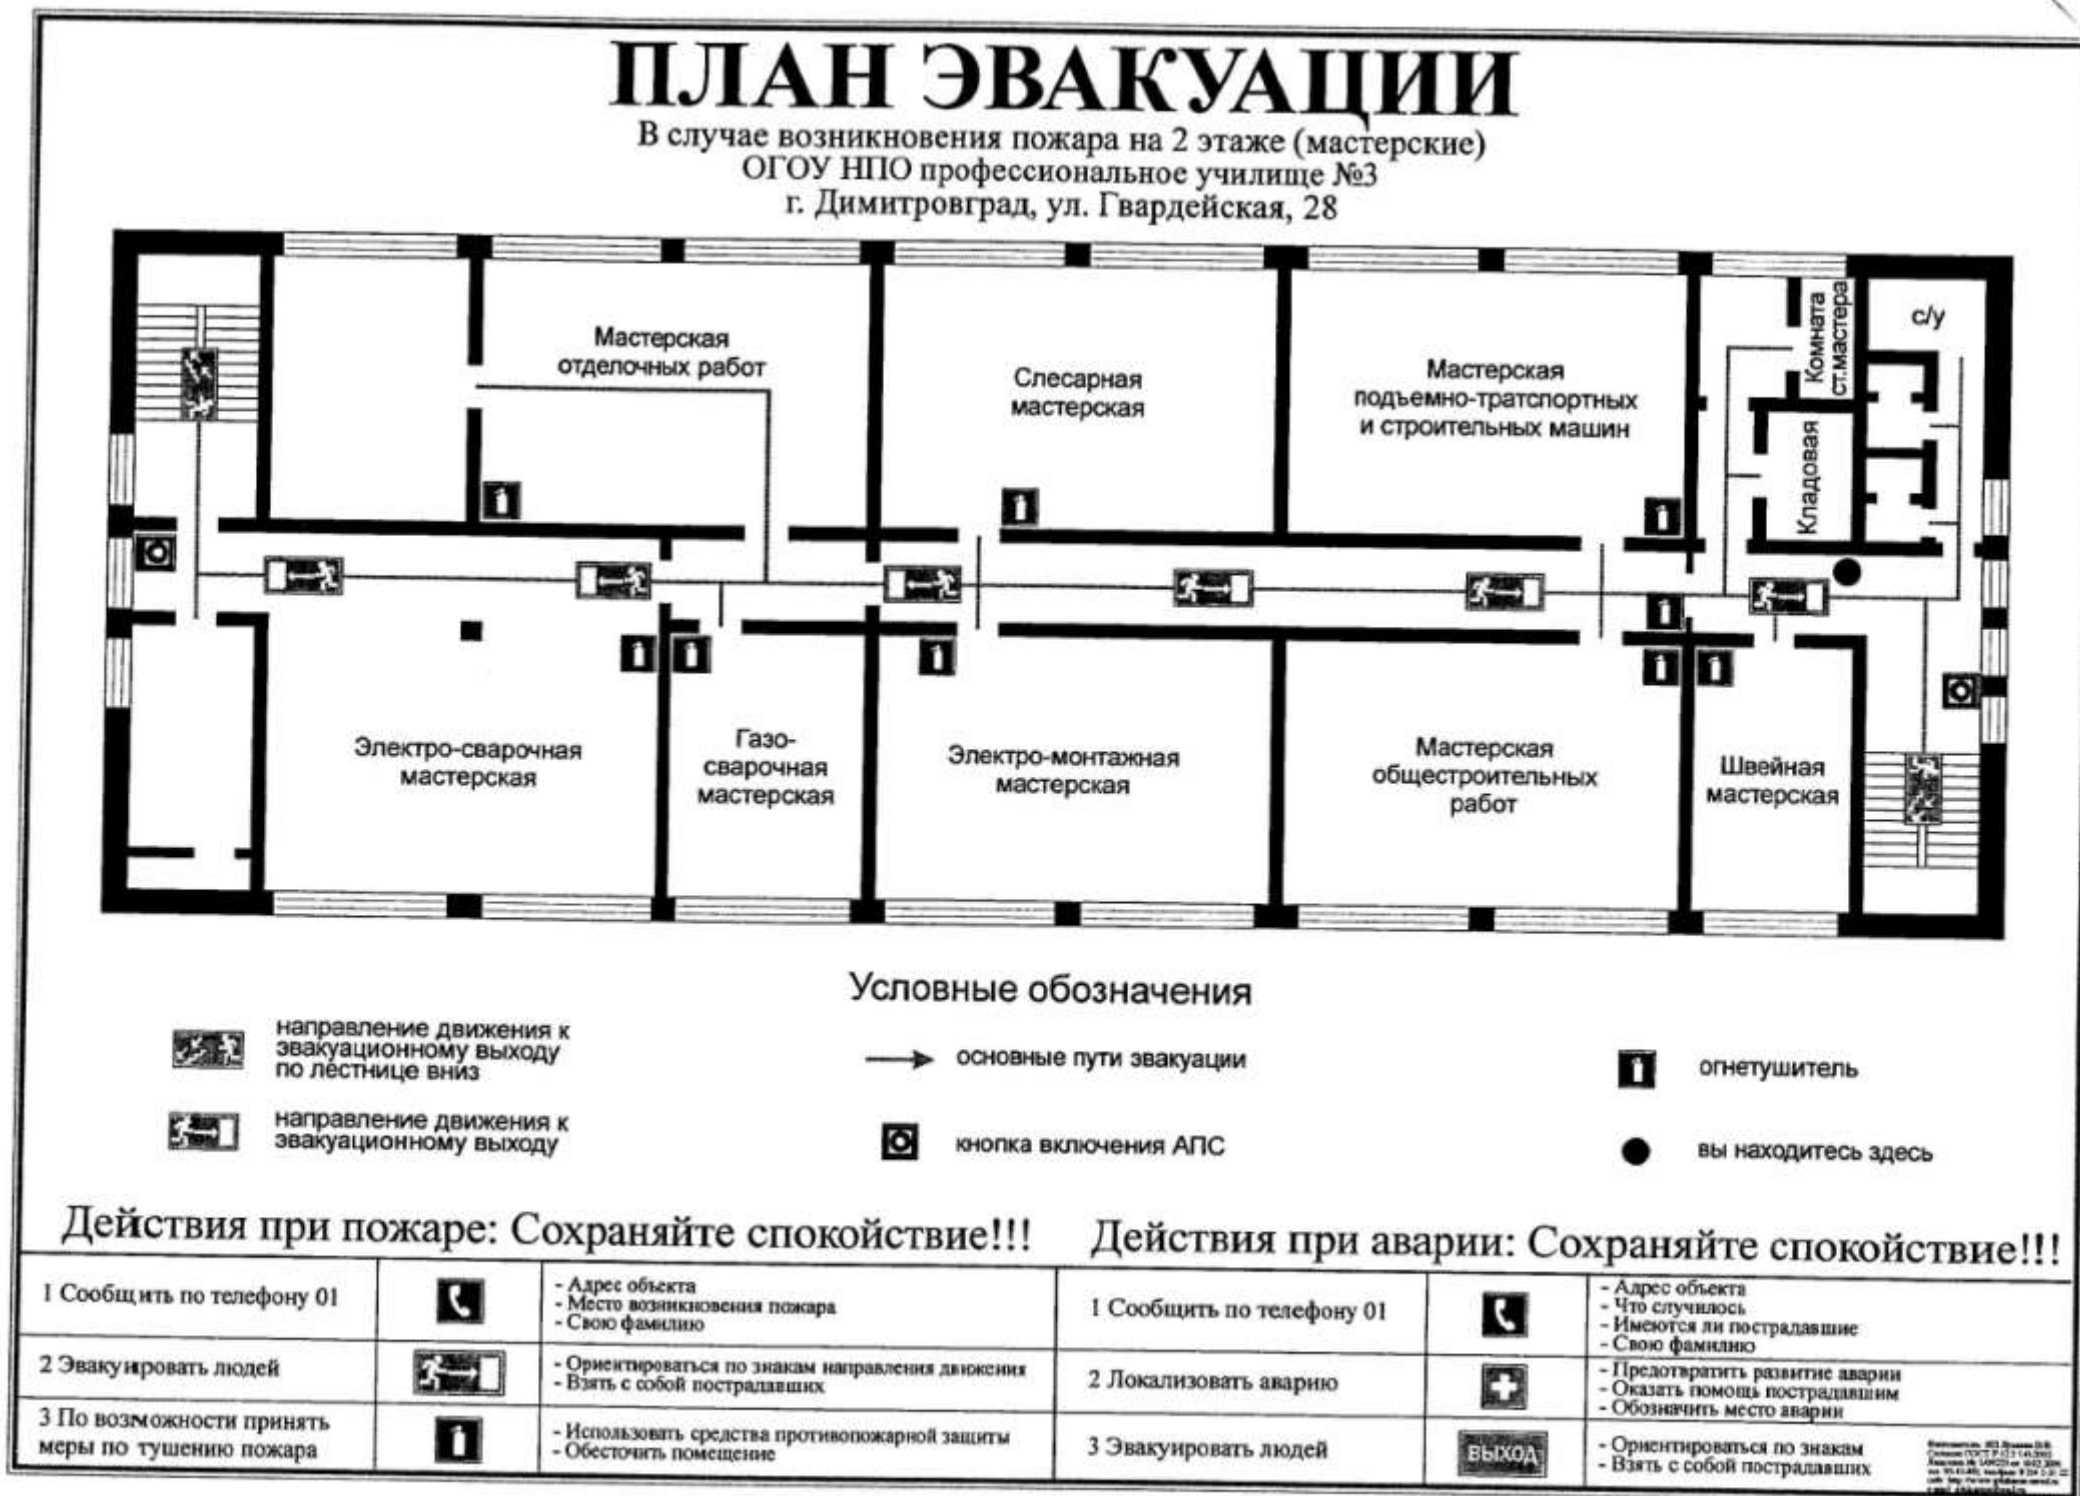 ПЛАН ЭВАКУАЦИИ
В случае возникновения пожара на 2 этаже (мастерские)
ОГОУ НПО профессиональное училище №3
г. Димитровград, ул. Гвардейская, 28
Мастерская
отделочных работ
Слесарная
мастерская
Мастерская
подъемно-тратспортных
и строительных машин
Комната
ст.мастера
с/у
Кладовая
Электро-сварочная
мастерская
Газо-
сварочная
мастерская
Электро-монтажная
мастерская
Мастерская
общестроительных
работ
Швейная
мастерская
Условные обозначения
направление движения к
эвакуационному выходу
по лестнице вниз
основные пути эвакуации
огнетушитель
направление движения к
эвакуационному выходу
кнопка включения АПС
вы находитесь здесь
Действия при пожаре: Сохраняйте спокойствие!!!
1 Сообщить по телефону 01
- Адрес объекта
- Место возникновения пожара
- Свою фамилию
2 Эвакуировать людей
- Ориентироваться по знакам направления движения
- Взять с собой пострадавших
3 По возможности принять
меры по тушению пожара
- Использовать средства противопожарной защиты
- Обесточить помещение
Действия при аварии: Сохраняйте спокойствие!!!
1 Сообщить по телефону 01
- Адрес объекта
- Что случилось
- Имеются ли пострадавшие
- Свою фамилию
2 Локализовать аварию
- Предотвратить развитие аварии
- Оказать помощь пострадавшим
- Обозначить место аварии
3 Эвакуировать людей
ВЫХОД
- Ориентироваться по знакам
- Взять с собой пострадавших